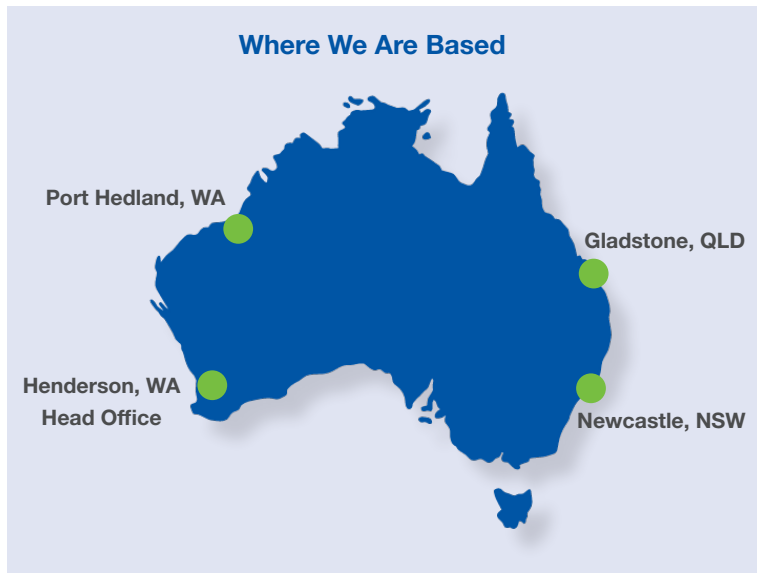 Where We Are Based
Port Hedland, WA
Gladstone, QLD
Henderson, WA
Head Office
Newcastle, NSW